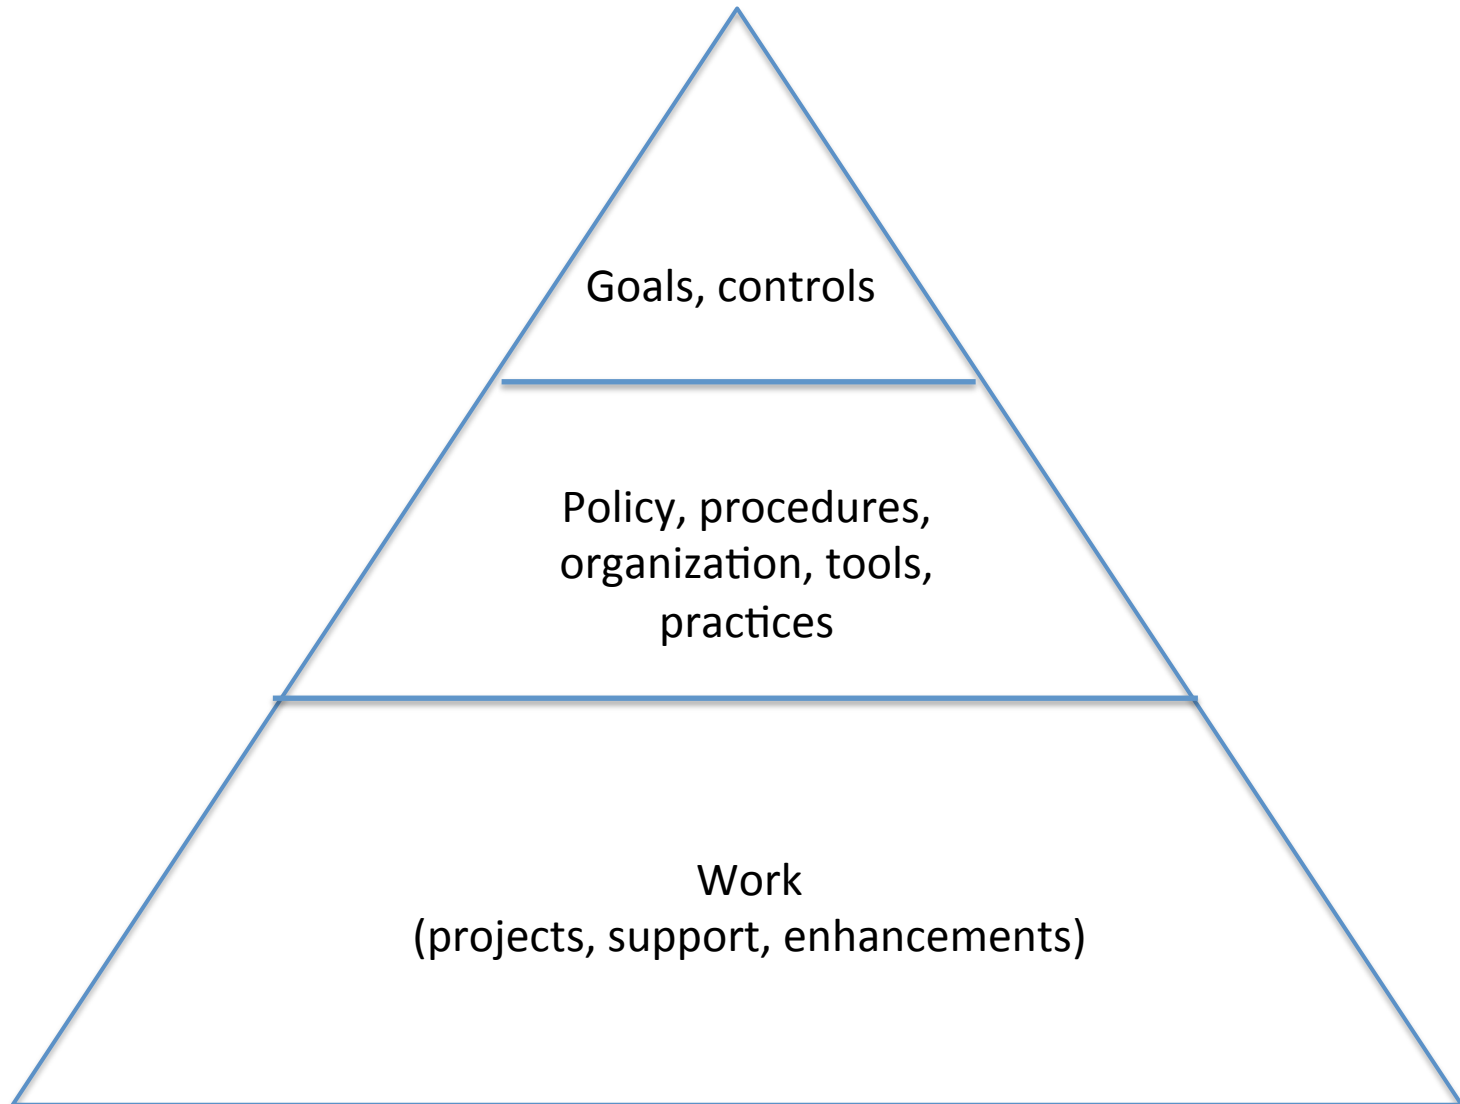 Goals, controls
Policy, procedures,
organization, tools,
practices
Work
(projects, support, enhancements)